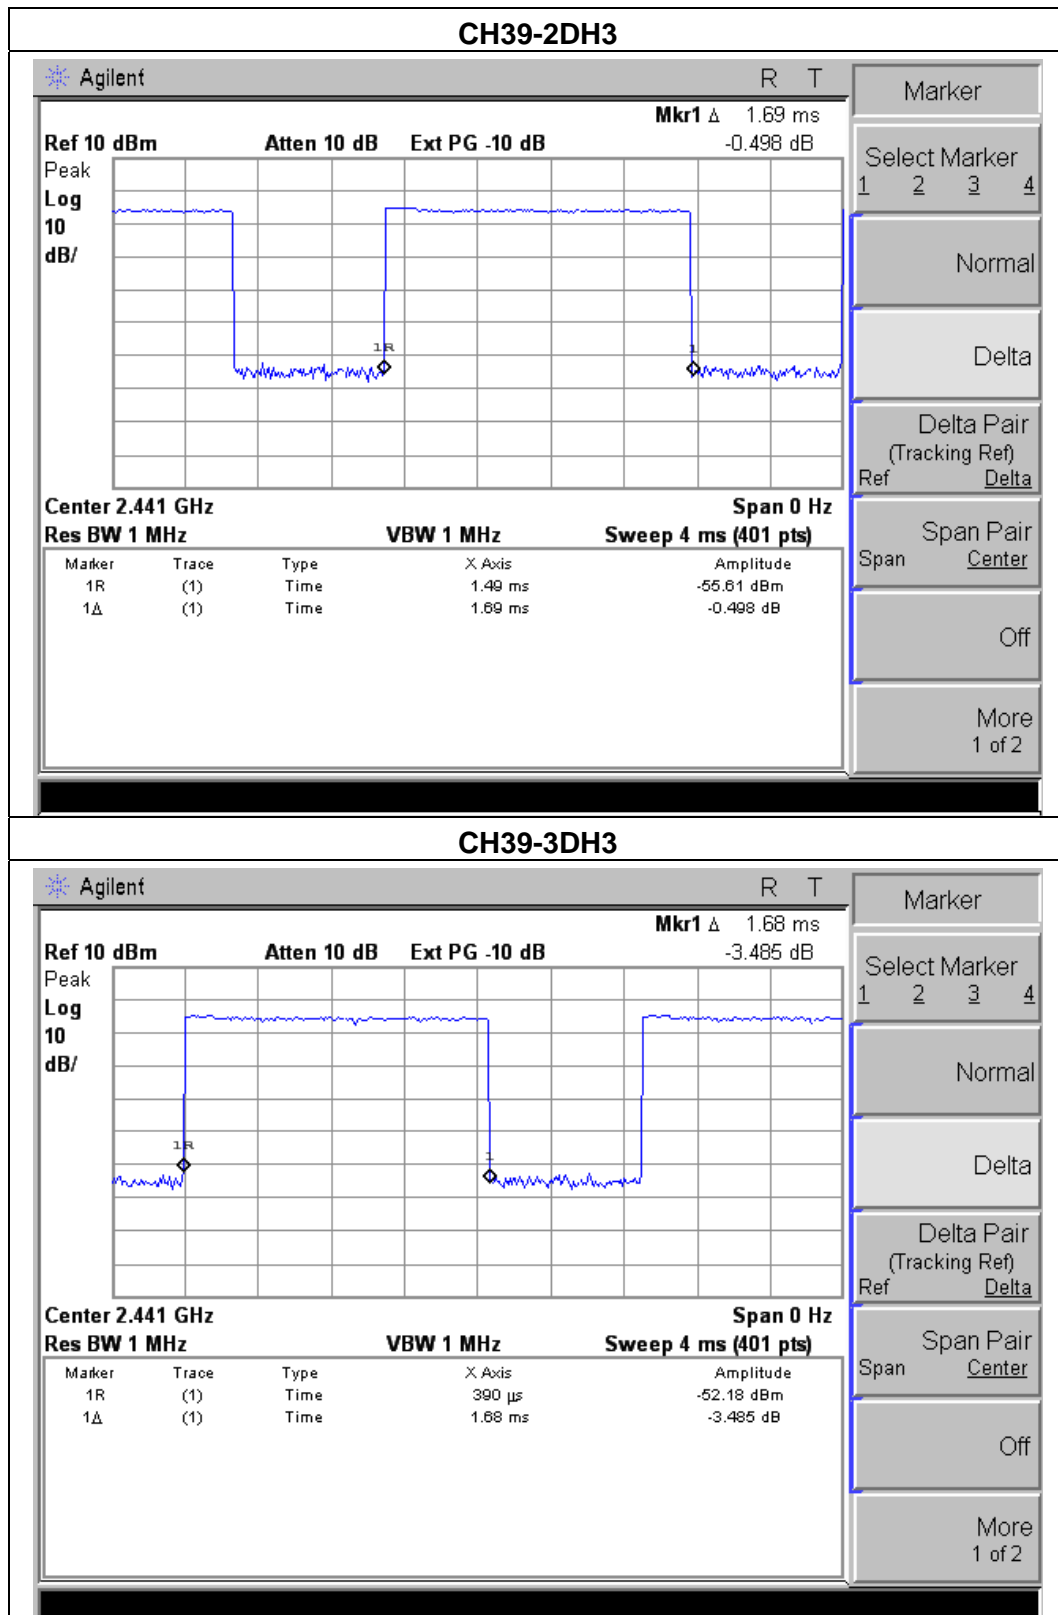 CH39-2DH3
Agilent R T
Marker
Mkr1 Δ 1.69 ms
Ref 10 dBm Atten 10 dB Ext PG -10 dB -0.498 dB
Peak
Log
10
dB/
1R
1
Center 2.441 GHz Span 0 Hz
Res BW 1 MHz VBW 1 MHz Sweep 4 ms (401 pts)
Marker Trace Type X Axis Amplitude
1R (1) Time 1.49 ms -55.61 dBm
1Δ (1) Time 1.69 ms -0.498 dB
Select Marker
1 2 3 4
Normal
Delta
Delta Pair
(Tracking Ref)
Ref Delta
Span Pair
Span Center
Off
More
1 of 2
CH39-3DH3
Agilent R T
Marker
Mkr1 Δ 1.68 ms
Ref 10 dBm Atten 10 dB Ext PG -10 dB -3.485 dB
Peak
Log
10
dB/
1R
1
Center 2.441 GHz Span 0 Hz
Res BW 1 MHz VBW 1 MHz Sweep 4 ms (401 pts)
Marker Trace Type X Axis Amplitude
1R (1) Time 390 µs -52.18 dBm
1Δ (1) Time 1.68 ms -3.485 dB
Select Marker
1 2 3 4
Normal
Delta
Delta Pair
(Tracking Ref)
Ref Delta
Span Pair
Span Center
Off
More
1 of 2